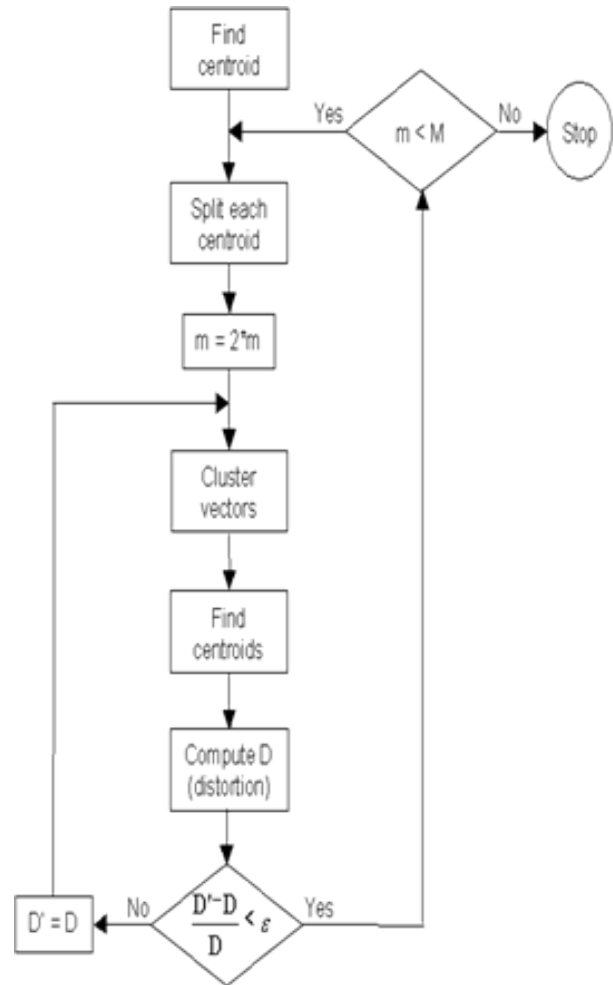 Find
centroid
Yes
m < M
No
Stop
Split each
centroid
m = 2*m
Cluster
vectors
Find
centroids
Compute D
(distortion)
D' = D
No
D'-D
D
< ε
Yes